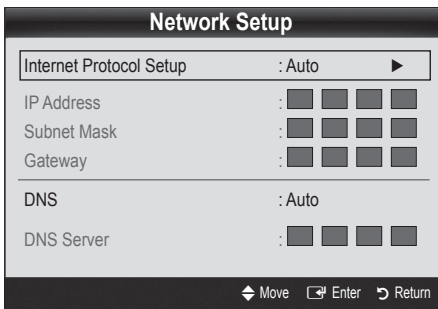 Network Setup
Internet Protocol Setup : Auto ▶
IP Address :
Subnet Mask :
Gateway :
DNS : Auto
DNS Server :
Move Enter Return